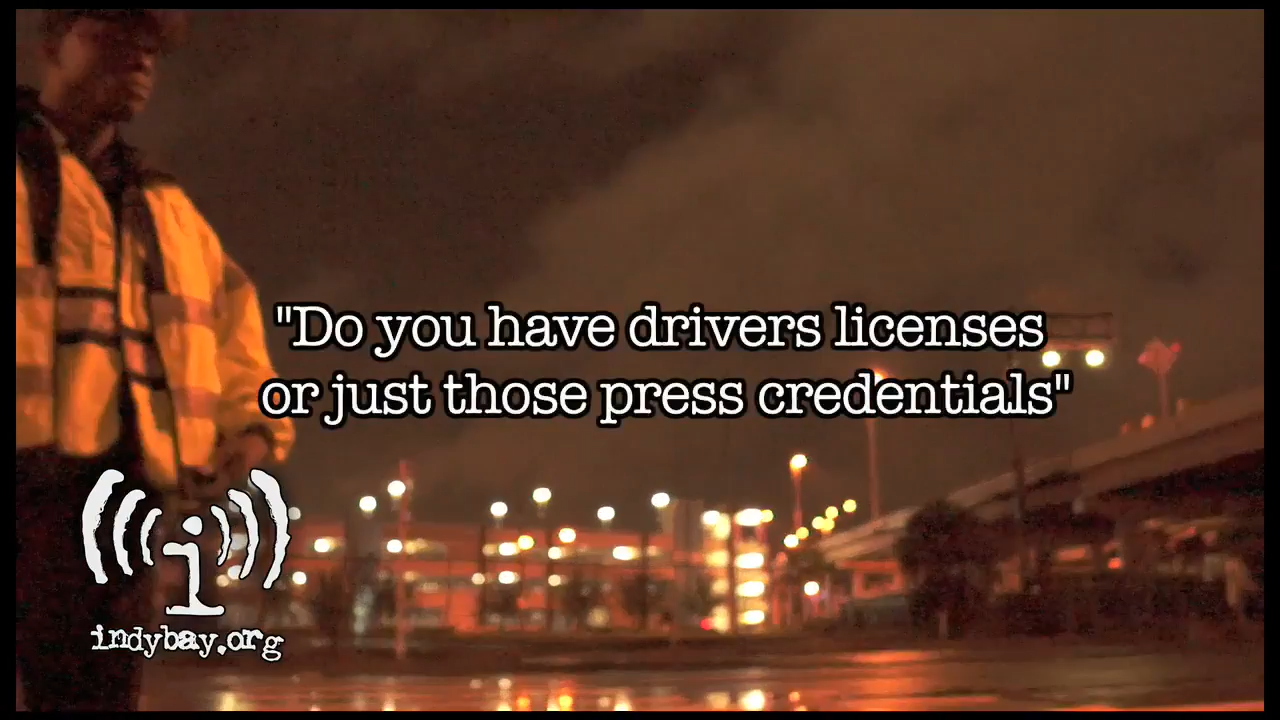 "Do you have drivers licenses
or just those press credentials"
i
indybay.org